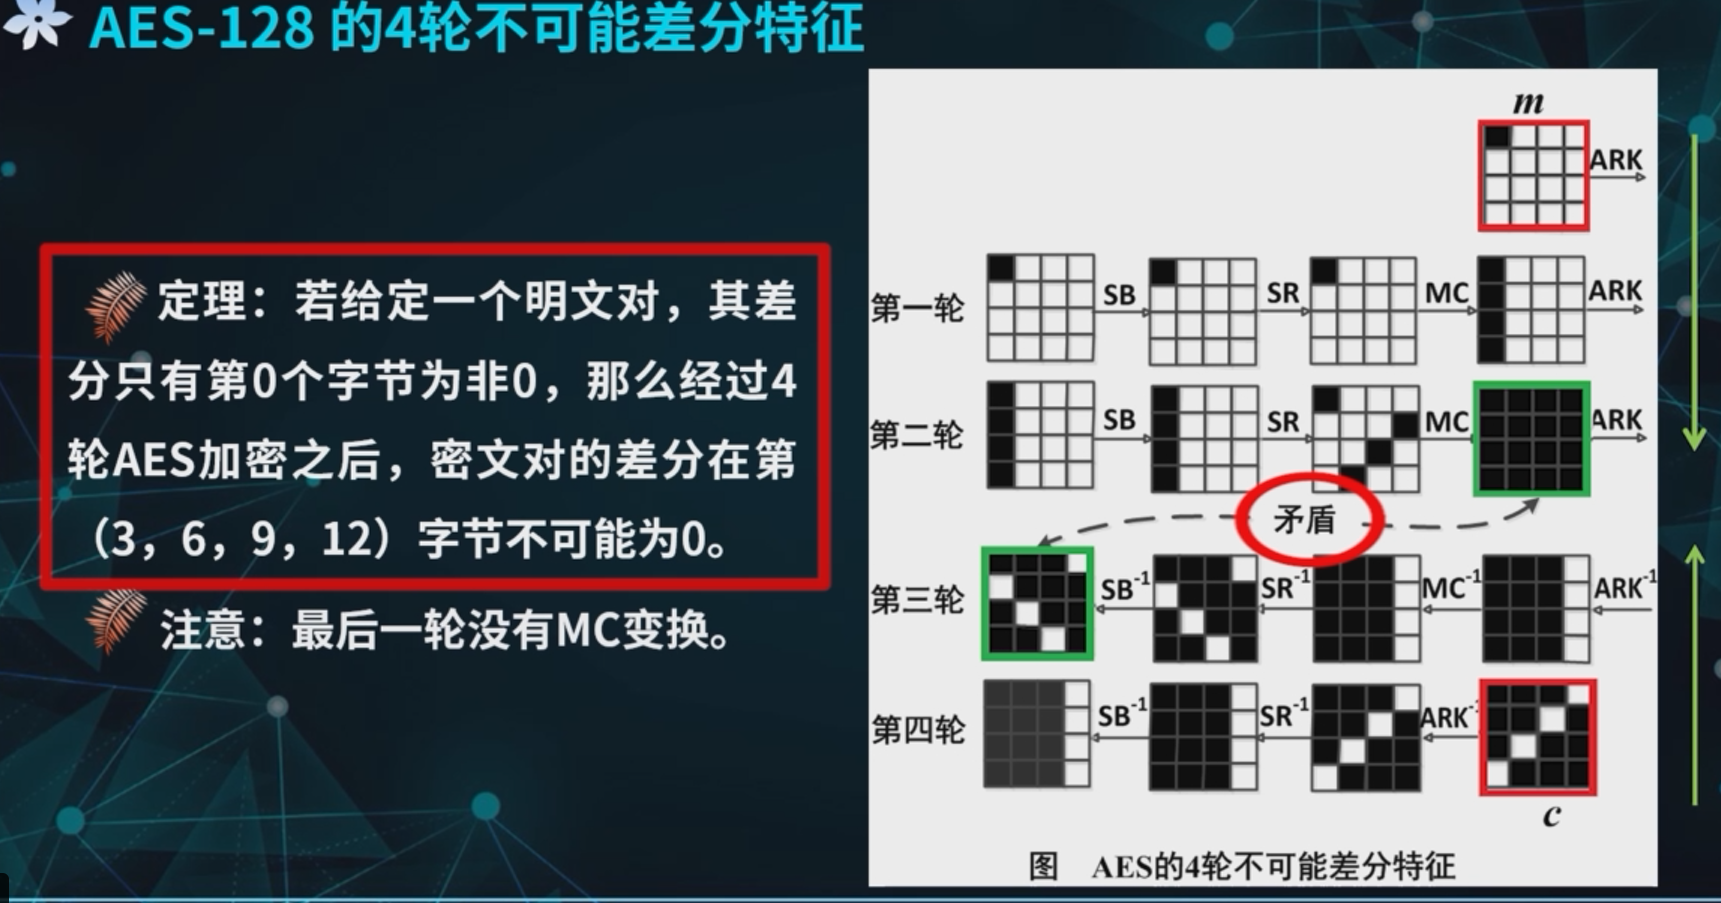 AES-128 的4轮不可能差分特征
定理：若给定一个明文对，其差
分只有第0个字节为非0，那么经过4
轮AES加密之后，密文对的差分在第
（3，6，9，12）字节不可能为0。
注意：最后一轮没有MC变换。
m
ARK
第一轮 SB SR MC ARK
第二轮 SB SR MC ARK
矛盾
第三轮 SB-1 SR-1 MC-1 ARK-1
第四轮 SB-1 SR-1 ARK-1
c
图 AES的4轮不可能差分特征